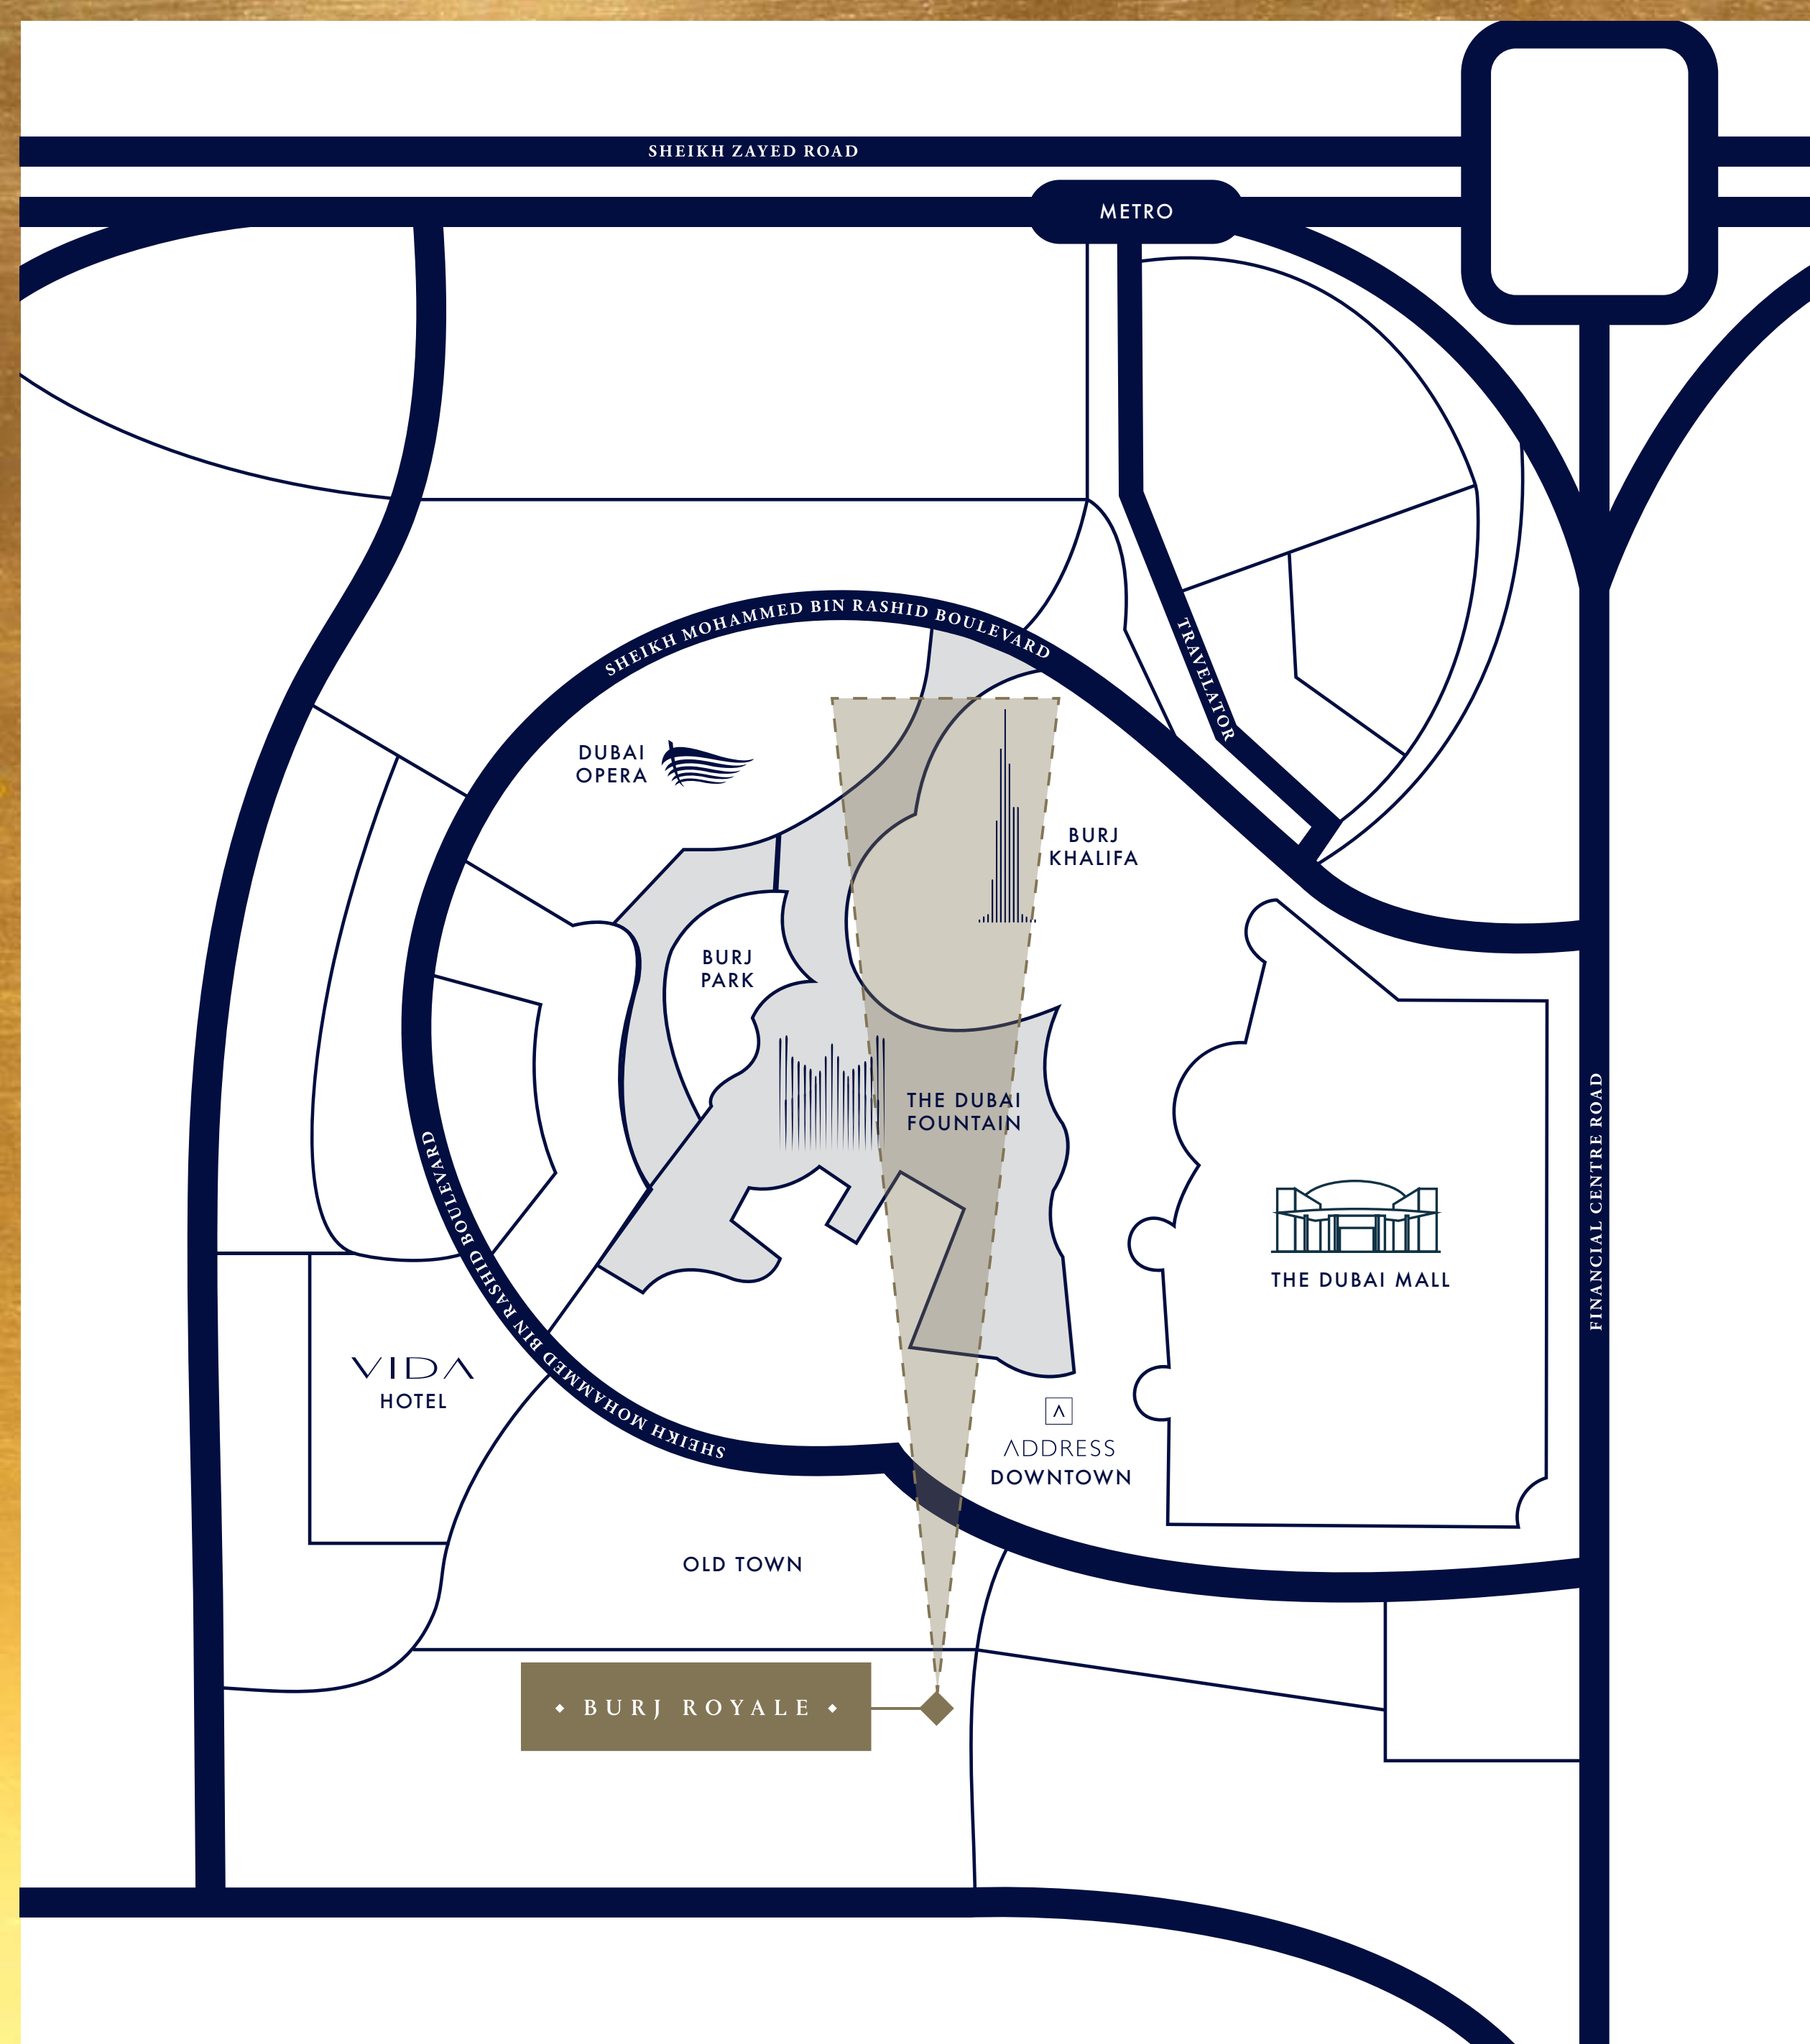 SHEIKH ZAYED ROAD
METRO
SHEIKH MOHAMMED BIN RASHID BOULEVARD
TRAVELATOR
DUBAI
OPERA
BURJ
KHALIFA
BURJ
PARK
THE DUBAI
FOUNTAIN
FINANCIAL CENTRE ROAD
THE DUBAI MALL
SHEIKH MOHAMMED BIN RASHID BOULEVARD
VIDA
HOTEL
ADDRESS
DOWNTOWN
OLD TOWN
BURJ ROYALE